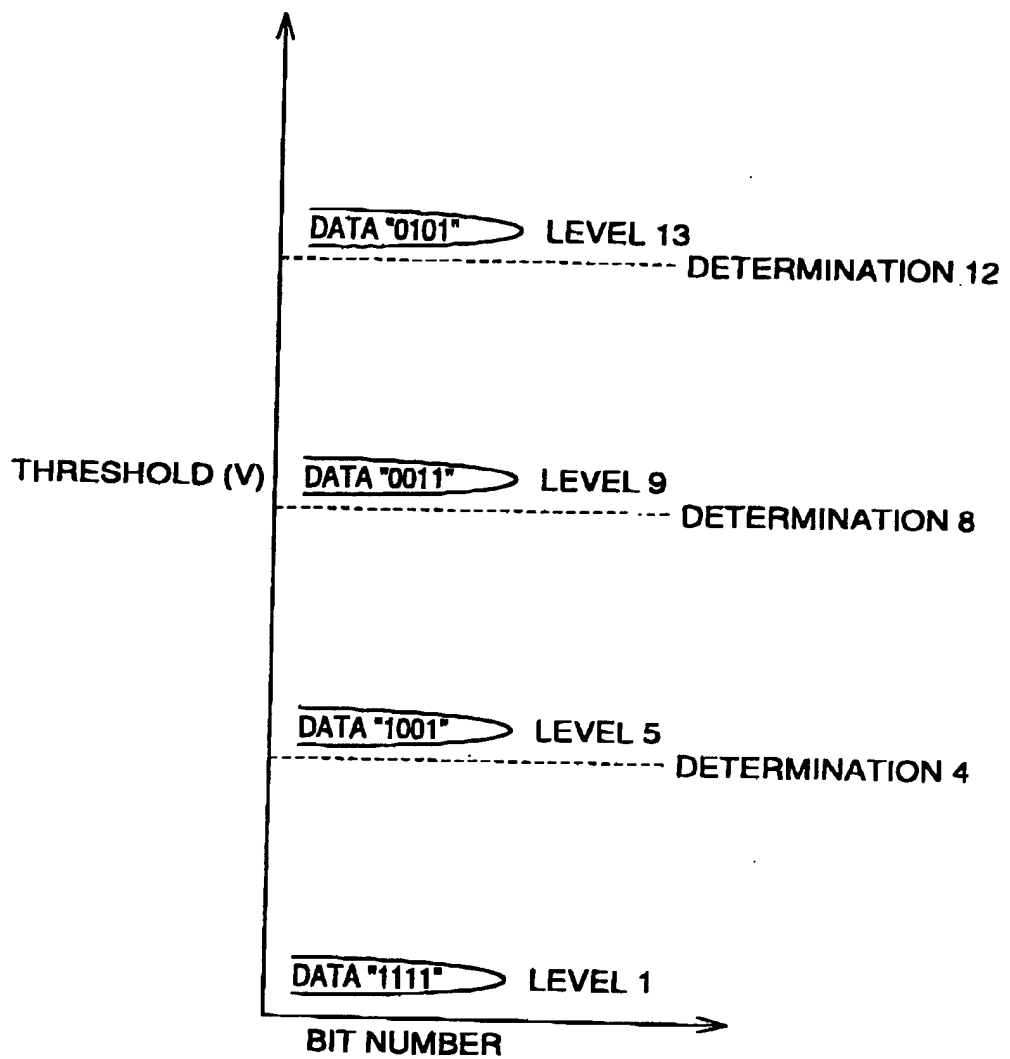 DATA "0101" LEVEL 13
DETERMINATION 12
THRESHOLD (V) DATA "0011" LEVEL 9
DETERMINATION 8
DATA "1001" LEVEL 5
DETERMINATION 4
DATA "1111" LEVEL 1
BIT NUMBER